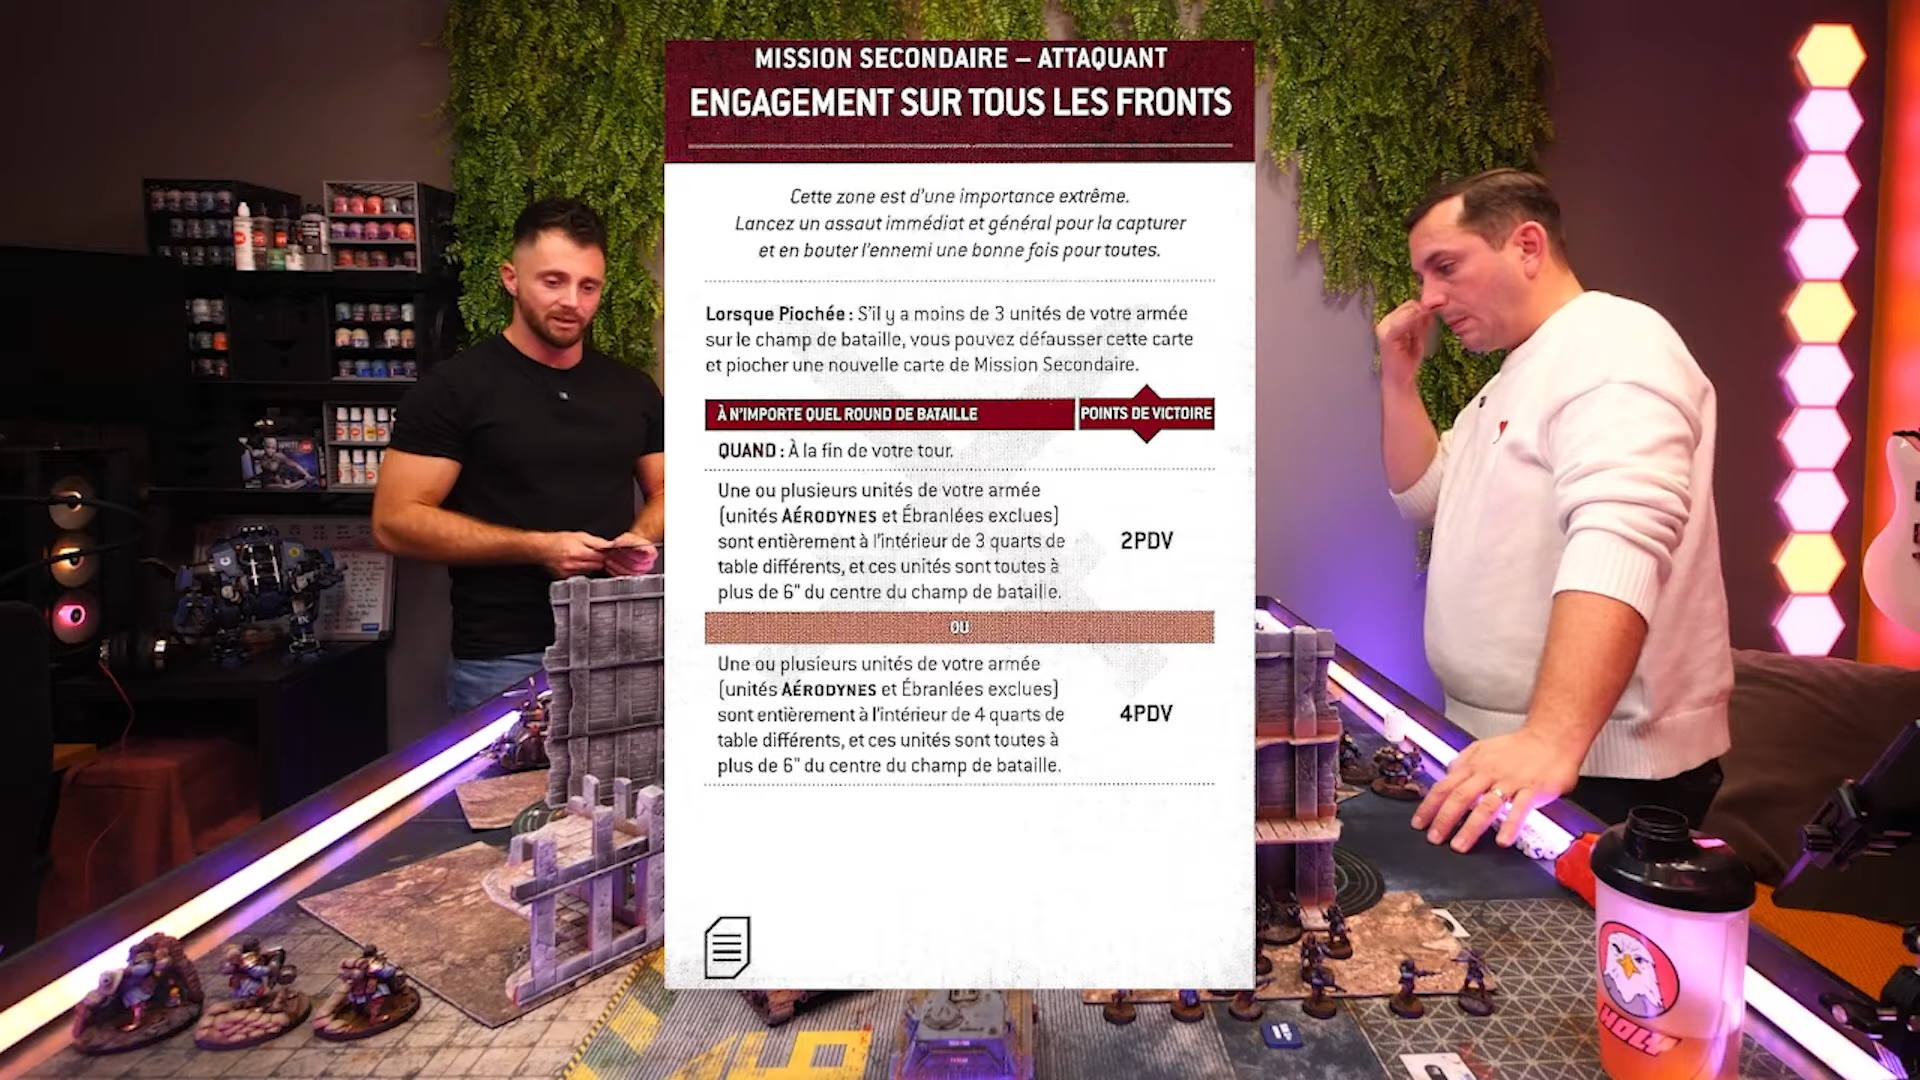 MISSION SECONDAIRE – ATTAQUANT
ENGAGEMENT SUR TOUS LES FRONTS
Cette zone est d'une importance extrême.
Lancez un assaut immédiat et général pour la capturer
et en bouter l'ennemi une bonne fois pour toutes.
Lorsque Piochée : S'il y a moins de 3 unités de votre armée
sur le champ de bataille, vous pouvez défausser cette carte
et piocher une nouvelle carte de Mission Secondaire.
À N'IMPORTE QUEL ROUND DE BATAILLE
POINTS DE VICTOIRE
QUAND : À la fin de votre tour.
Une ou plusieurs unités de votre armée
(unités AÉRODYNES et Ébranlées exclues)
sont entièrement à l'intérieur de 3 quarts de
table différents, et ces unités sont toutes à
plus de 6" du centre du champ de bataille.
2PDV
OU
Une ou plusieurs unités de votre armée
(unités AÉRODYNES et Ébranlées exclues)
sont entièrement à l'intérieur de 4 quarts de
table différents, et ces unités sont toutes à
plus de 6" du centre du champ de bataille.
4PDV
HOLY